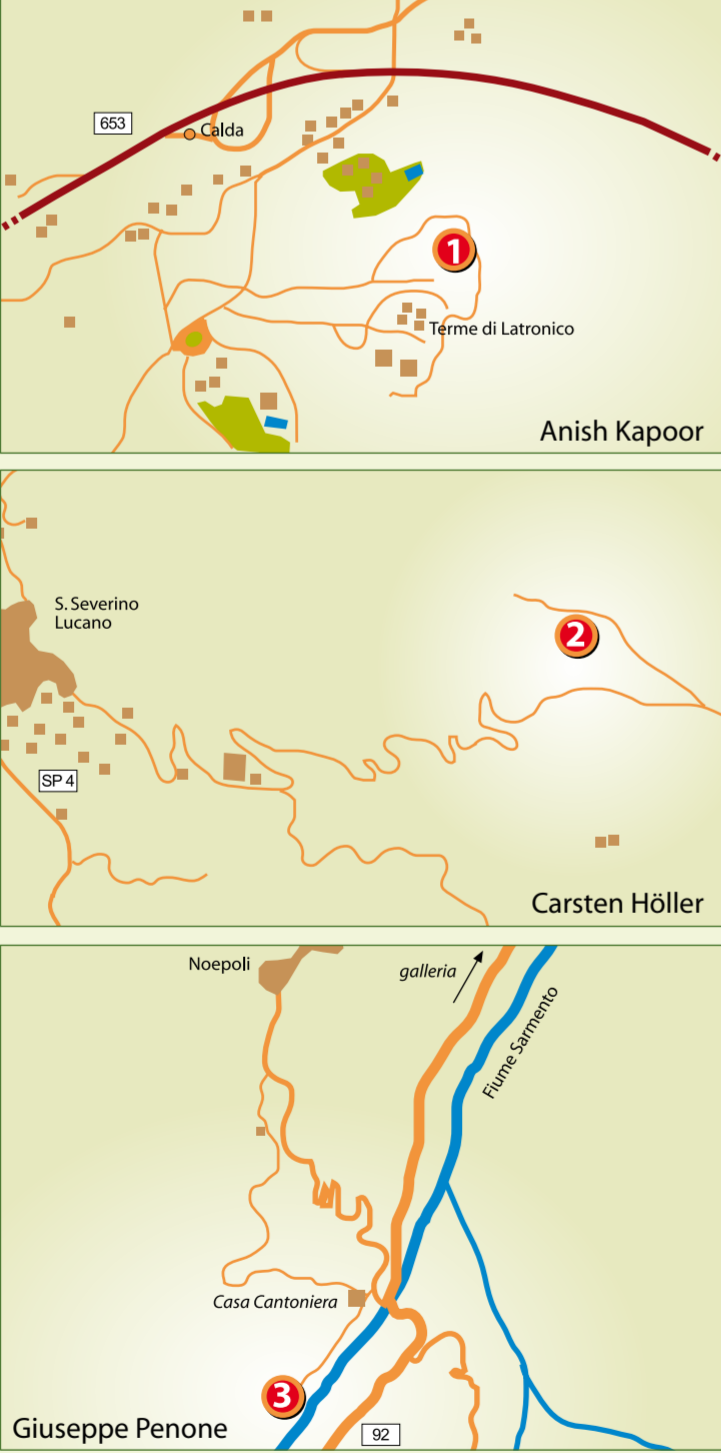 653
Calda
1
Terme di Latronico
Anish Kapoor
S. Severino
Lucano
2
SP 4
Carsten Höller
Noepoli
galleria
Fiume Sarmento
Casa Cantoniera
3
Giuseppe Penone
92